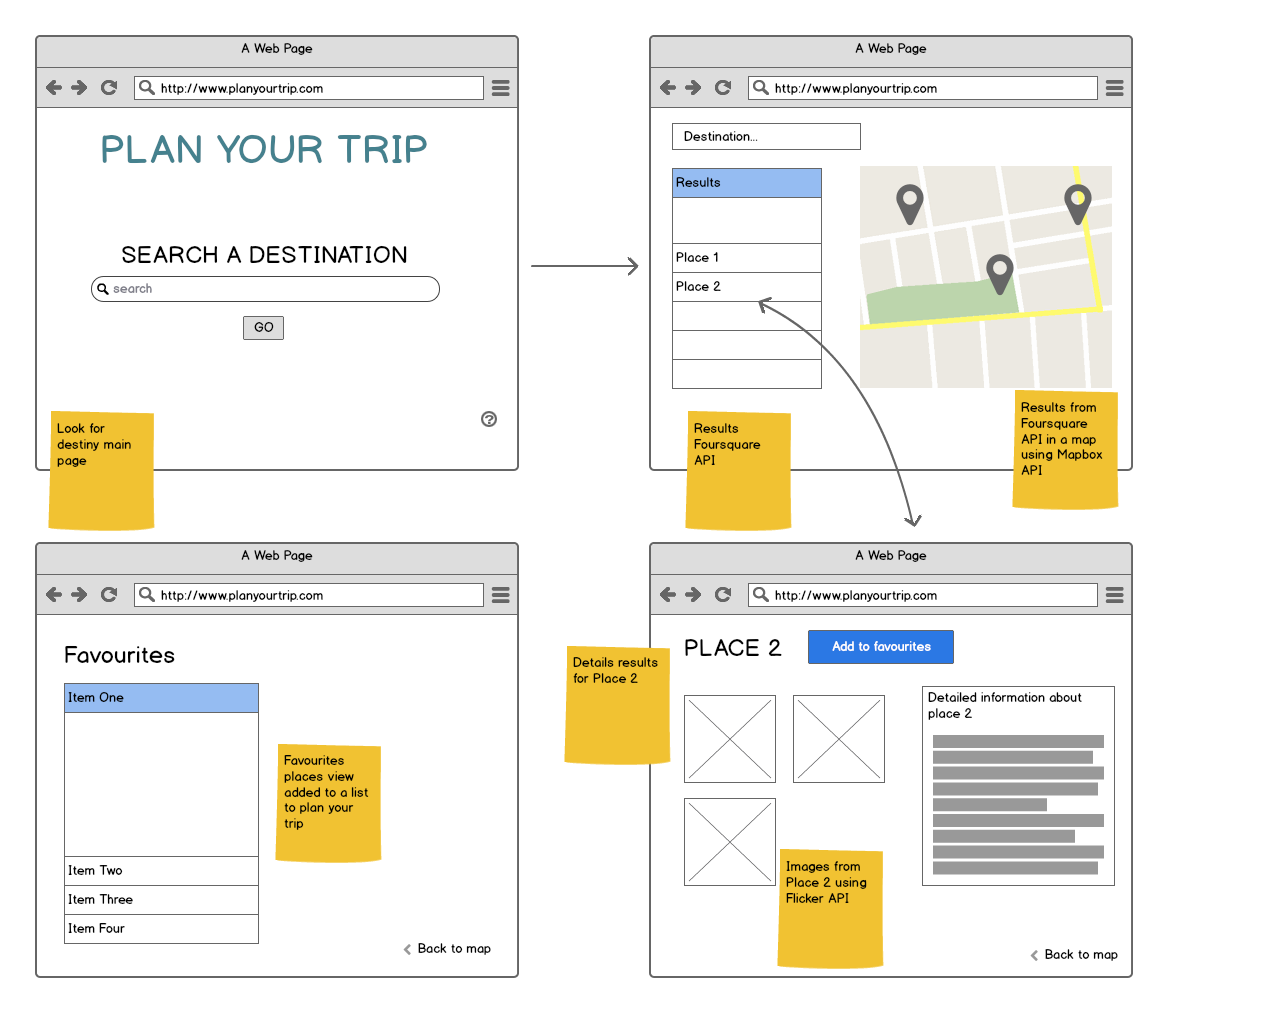 A Web Page
http://www.planyourtrip.com
PLAN YOUR TRIP
SEARCH A DESTINATION
search
GO
?
Look for
destiny main
page
A Web Page
http://www.planyourtrip.com
Destination...
Results
Place 1
Place 2
Results
Foursquare
API
Results from
Foursquare
API in a map
using Mapbox
API
A Web Page
http://www.planyourtrip.com
Favourites
Item One
Item Two
Item Three
Item Four
Favourites
places view
added to a list
to plan your
trip
Back to map
A Web Page
http://www.planyourtrip.com
Details results
for Place 2
PLACE 2
Add to favourites
Detailed information about
place 2
Images from
Place 2 using
Flicker API
Back to map